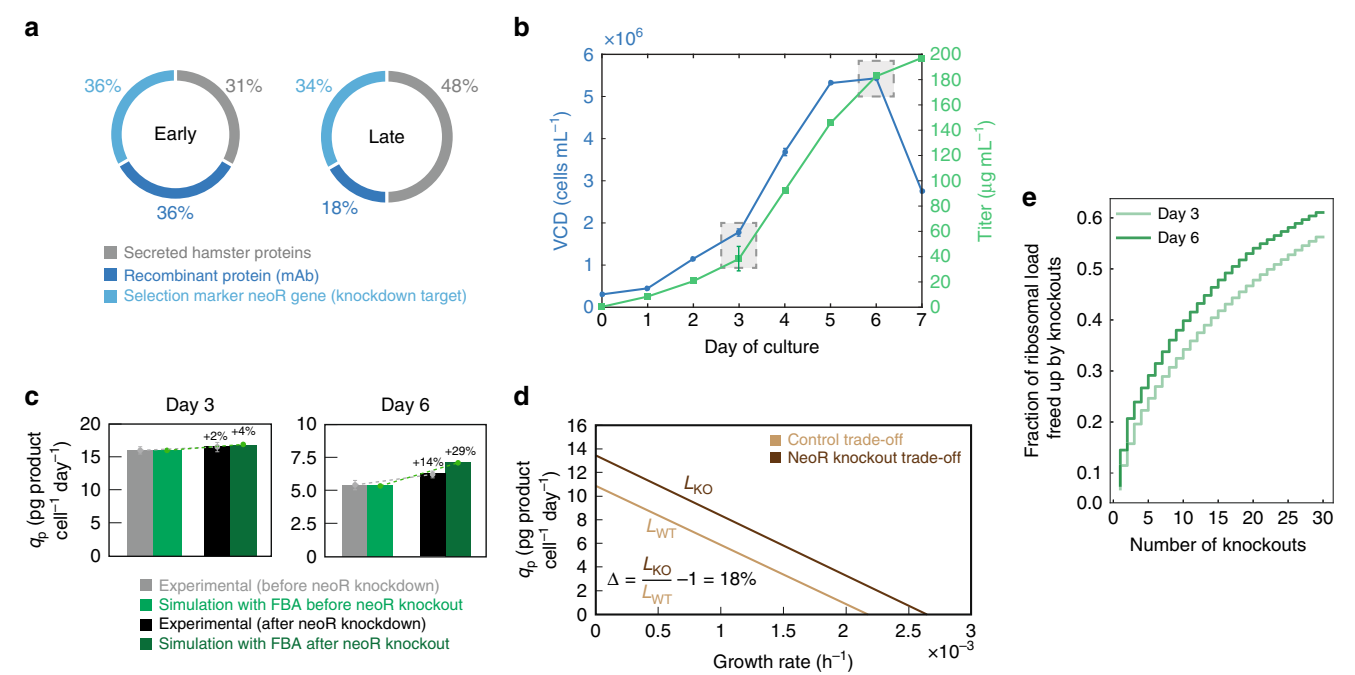 a
36%
31%
Early
36%
34%
48%
Late
18%
Secreted hamster proteins
Recombinant protein (mAb)
Selection marker neoR gene (knockdown target)
b
×10⁶
6
5
4
3
2
1
0
VCD (cells mL⁻¹)
200
180
160
140
120
100
80
60
40
20
0
Titer (μg mL⁻¹)
0 1 2 3 4 5 6 7
Day of culture
c
Day 3
20
15
10
5
0
qₚ (pg product
cell⁻¹ day⁻¹)
+2%
+4%
Day 6
10
7.5
5.0
2.5
0
+14%
+29%
Experimental (before neoR knockdown)
Simulation with FBA before neoR knockout
Experimental (after neoR knockdown)
Simulation with FBA after neoR knockout
d
16
14
12
10
8
6
4
2
0
qₚ (pg product
cell⁻¹ day⁻¹)
Control trade-off
NeoR knockout trade-off
L_KO
L_WT
Δ = L_KO/L_WT −1 = 18%
0 0.5 1 1.5 2 2.5 3
×10⁻³
Growth rate (h⁻¹)
e
Day 3
Day 6
0.6
0.5
0.4
0.3
0.2
0.1
0.0
Fraction of ribosomal load
freed up by knockouts
0 5 10 15 20 25 30
Number of knockouts